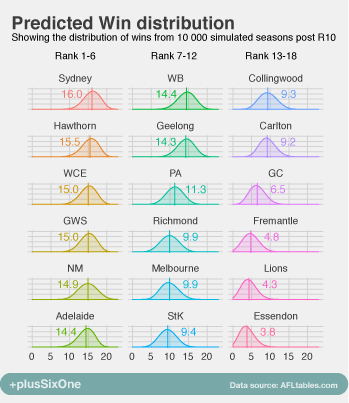 Predicted Win distribution
Showing the distribution of wins from 10 000 simulated seasons post R10
Rank 1-6 Rank 7-12 Rank 13-18
Sydney WB Collingwood
16.0 14.4 9.3
Hawthorn Geelong Carlton
15.5 14.3 9.2
WCE PA GC
15.0 11.3 6.5
GWS Richmond Fremantle
15.0 9.9 4.8
NM Melbourne Lions
14.9 9.9 4.3
Adelaide StK Essendon
14.4 9.4 3.8
0 5 10 15 20 0 5 10 15 20 0 5 10 15 20
+plusSixOne Data source: AFLtables.com